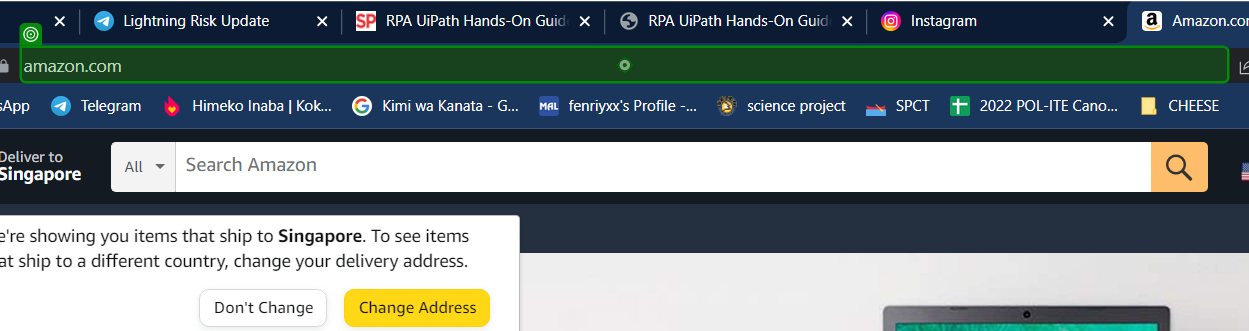 Lightning Risk Update
SP RPA UiPath Hands-On Guid
RPA UiPath Hands-On Guid
Instagram
a Amazon.co
amazon.com
sApp
Telegram
Himeko Inaba | Kok...
G Kimi wa Kanata - G...
MAL fenriyxx's Profile -...
science project
SPCT
2022 POL-ITE Cano...
CHEESE
Deliver to
Singapore
All
Search Amazon
e're showing you items that ship to Singapore. To see items
at ship to a different country, change your delivery address.
Don't Change
Change Address